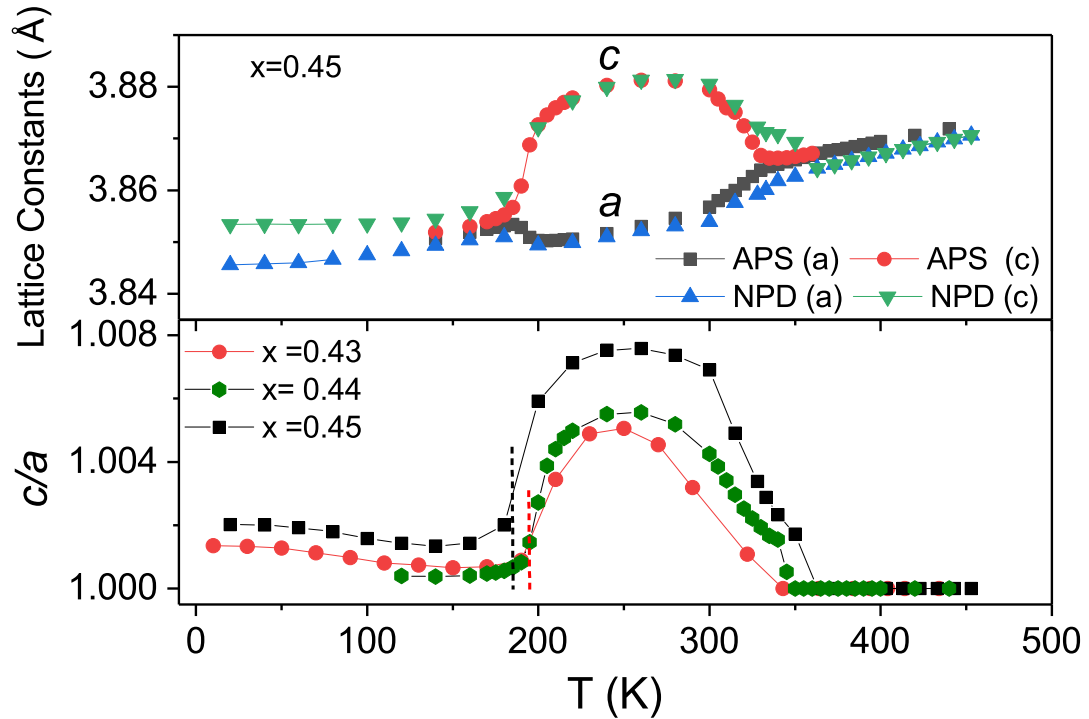 Lattice Constants ( Å)
x=0.45
c
a
3.88
3.86
3.84
APS (a)
APS (c)
NPD (a)
NPD (c)
1.008
1.004
1.000
c/a
x =0.43
x= 0.44
x =0.45
0
100
200
300
400
500
T (K)